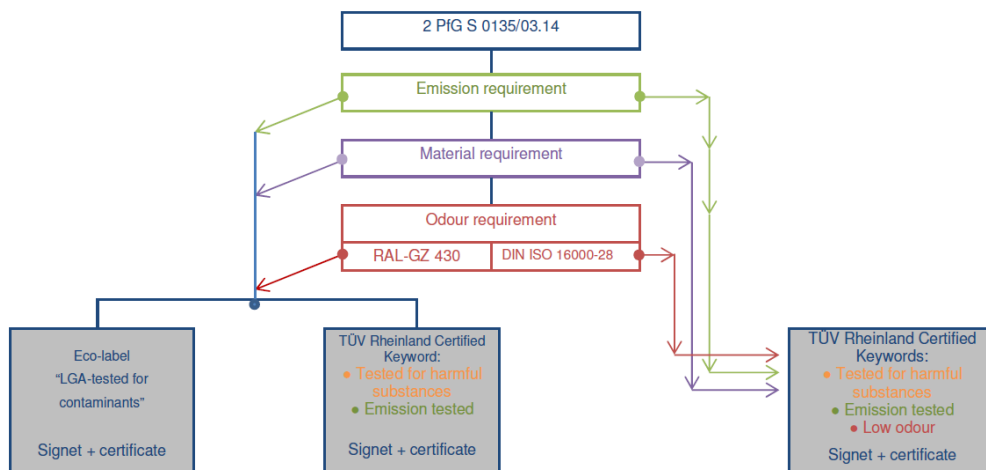 2 PfG S 0135/03.14
Emission requirement
Material requirement
Odour requirement
RAL-GZ 430
DIN ISO 16000-28
Eco-label
“LGA-tested for
contaminants”
Signet + certificate
TÜV Rheinland Certified
Keyword:
● Tested for harmful
substances
● Emission tested
Signet + certificate
TÜV Rheinland Certified
Keywords:
● Tested for harmful
substances
● Emission tested
● Low odour
Signet + certificate